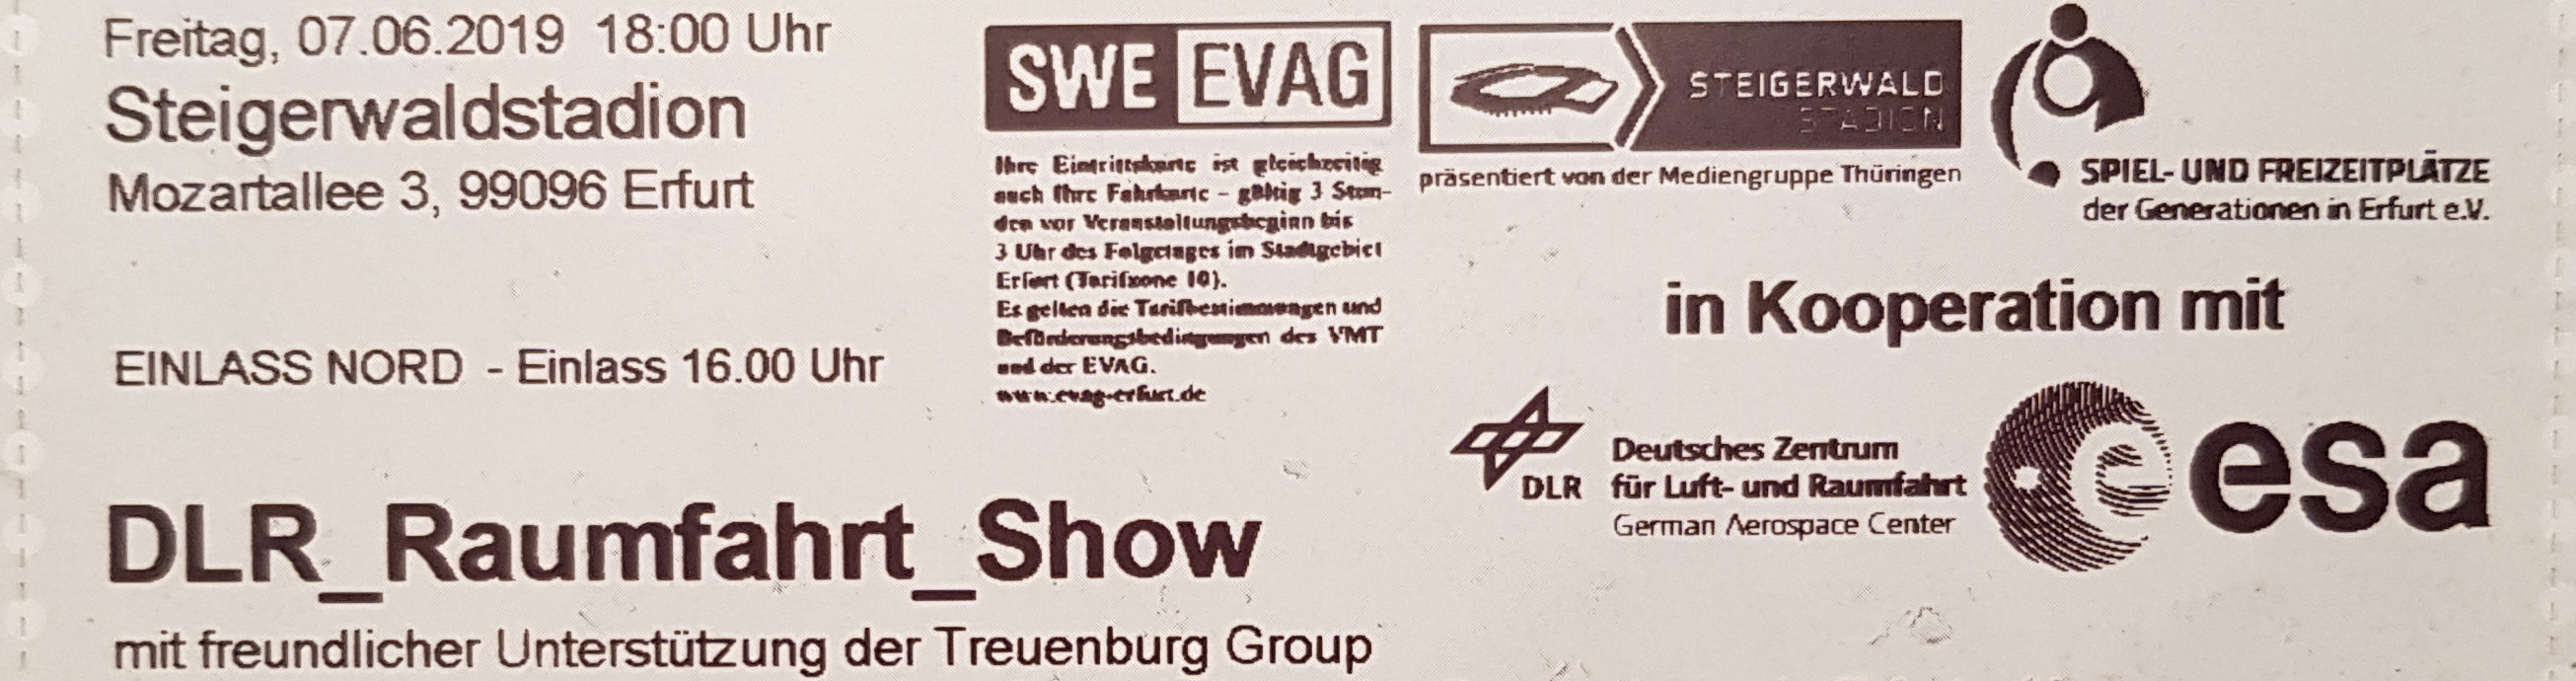 Freitag, 07.06.2019 18:00 Uhr
Steigerwaldstadion
Mozartallee 3, 99096 Erfurt
EINLASS NORD - Einlass 16.00 Uhr
DLR_Raumfahrt_Show
mit freundlicher Unterstützung der Treuenburg Group
SWE EVAG
Ihre Eintrittskarte ist gleichzeitig
auch Ihre Fahrkarte – gültig 3 Stun-
den vor Veranstaltungsbeginn bis
3 Uhr des Folgetages im Stadtgebiet
Erfurt (Tarifzone 10).
Es gelten die Tarifbestimmungen und
Beförderungsbedingungen des VMT
und der EVAG.
www.evag-erfurt.de
STEIGERWALD
STADION
präsentiert von der Mediengruppe Thüringen
SPIEL- UND FREIZEITPLÄTZE
der Generationen in Erfurt e.V.
in Kooperation mit
DLR
Deutsches Zentrum
für Luft- und Raumfahrt
German Aerospace Center
esa